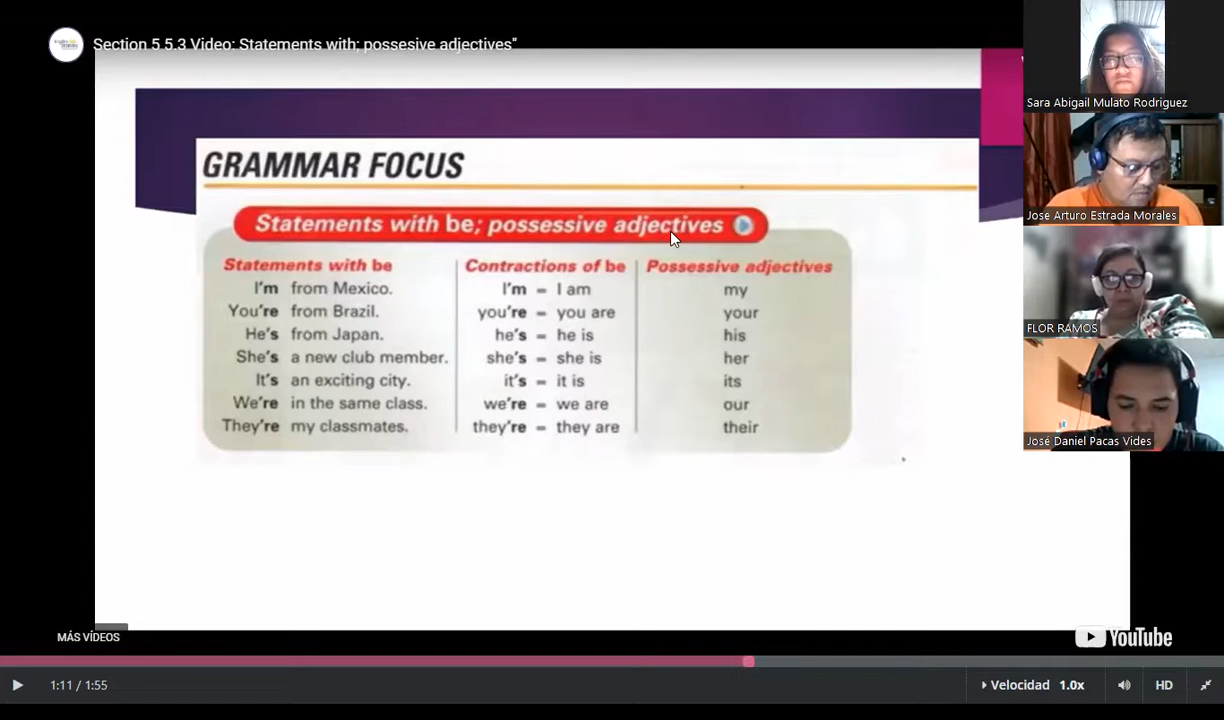 Section 5 5.3 Video: Statements with; possesive adjectives"
GRAMMAR FOCUS
Statements with be; possessive adjectives
Statements with be Contractions of be Possessive adjectives
I'm from Mexico. I'm = I am my
You're from Brazil. you're = you are your
He's from Japan. he's = he is his
She's a new club member. she's = she is her
It's an exciting city. it's = it is its
We're in the same class. we're = we are our
They're my classmates. they're = they are their
Sara Abigail Mulato Rodriguez
Jose Arturo Estrada Morales
FLOR RAMOS
José Daniel Pacas Vides
MÁS VÍDEOS
YouTube
1:11 / 1:55
Velocidad 1.0x
HD